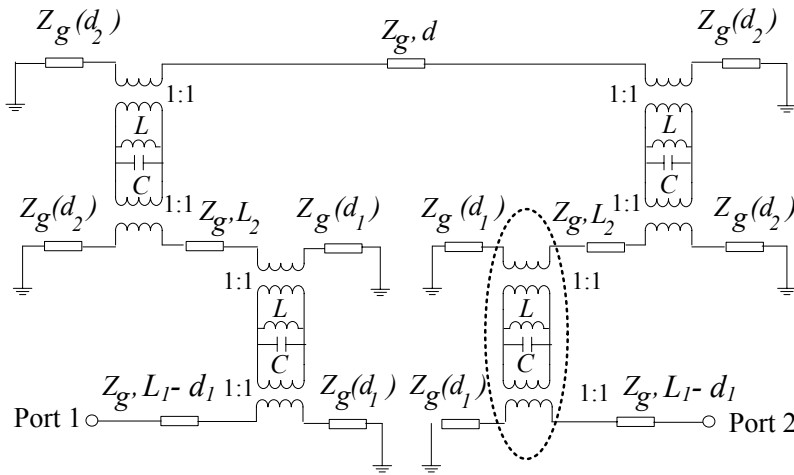 Z_g(d_2) Z_g, d Z_g(d_2)
1:1 1:1
L L
C C
1:1 1:1
Z_g(d_2) Z_g, L_2 Z_g(d_1) Z_g(d_1) Z_g, L_2 Z_g(d_2)
1:1 1:1
L L
C C
1:1 1:1
Z_g, L_1- d_1 Z_g(d_1) Z_g(d_1) Z_g, L_1- d_1
Port 1 Port 2